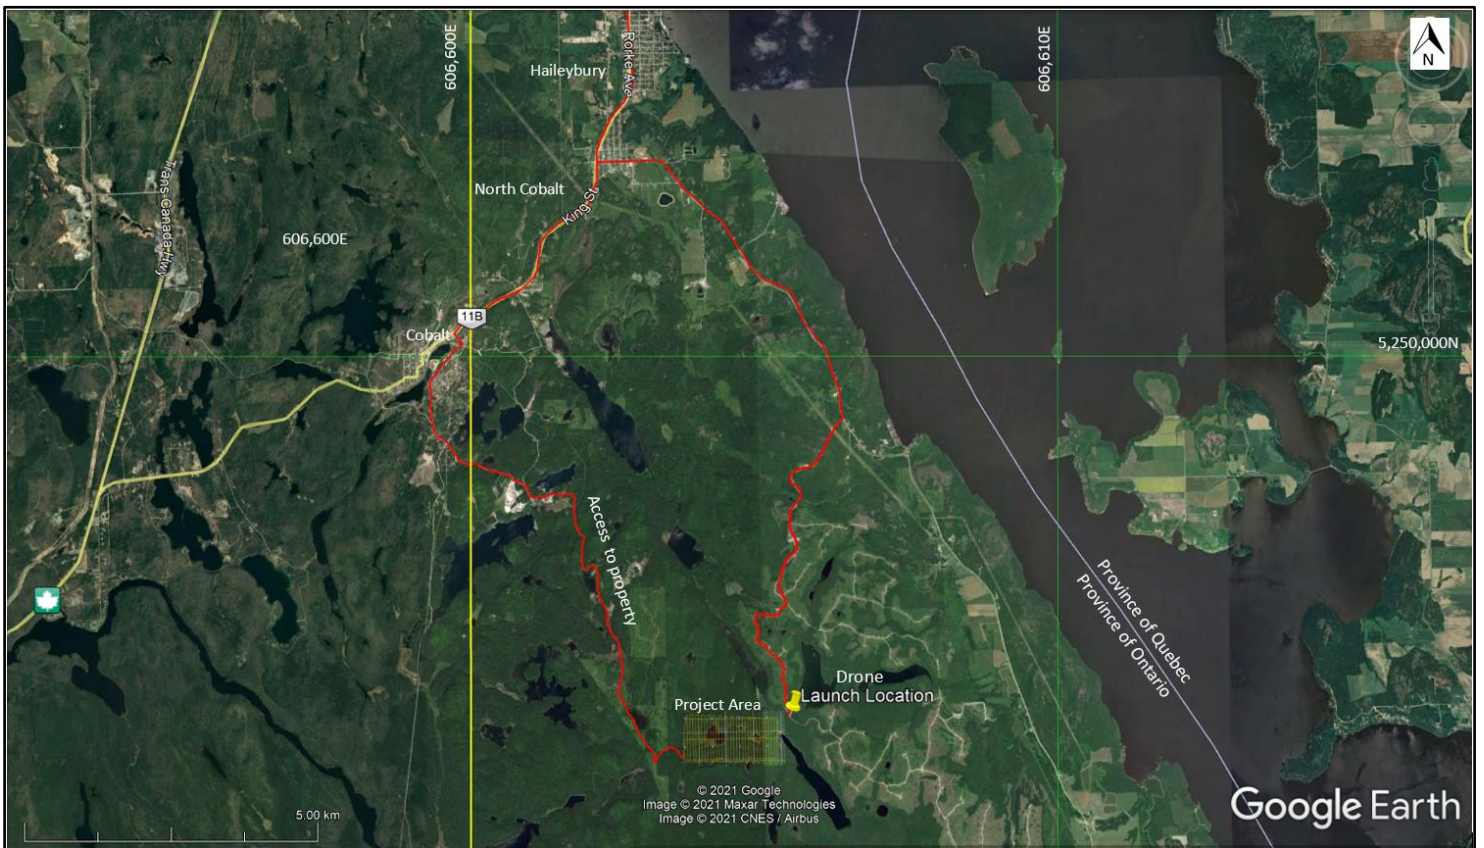 606,600E
Haileybury
Rorke Ave
606,610E
N
Trans-Canada Hwy
North Cobalt
King St
606,600E
11B
Cobalt
5,250,000N
Access to property
Province of Quebec
Province of Ontario
Drone
Launch Location
Project Area
© 2021 Google
Image © 2021 Maxar Technologies
Image © 2021 CNES / Airbus
5.00 km
Google Earth